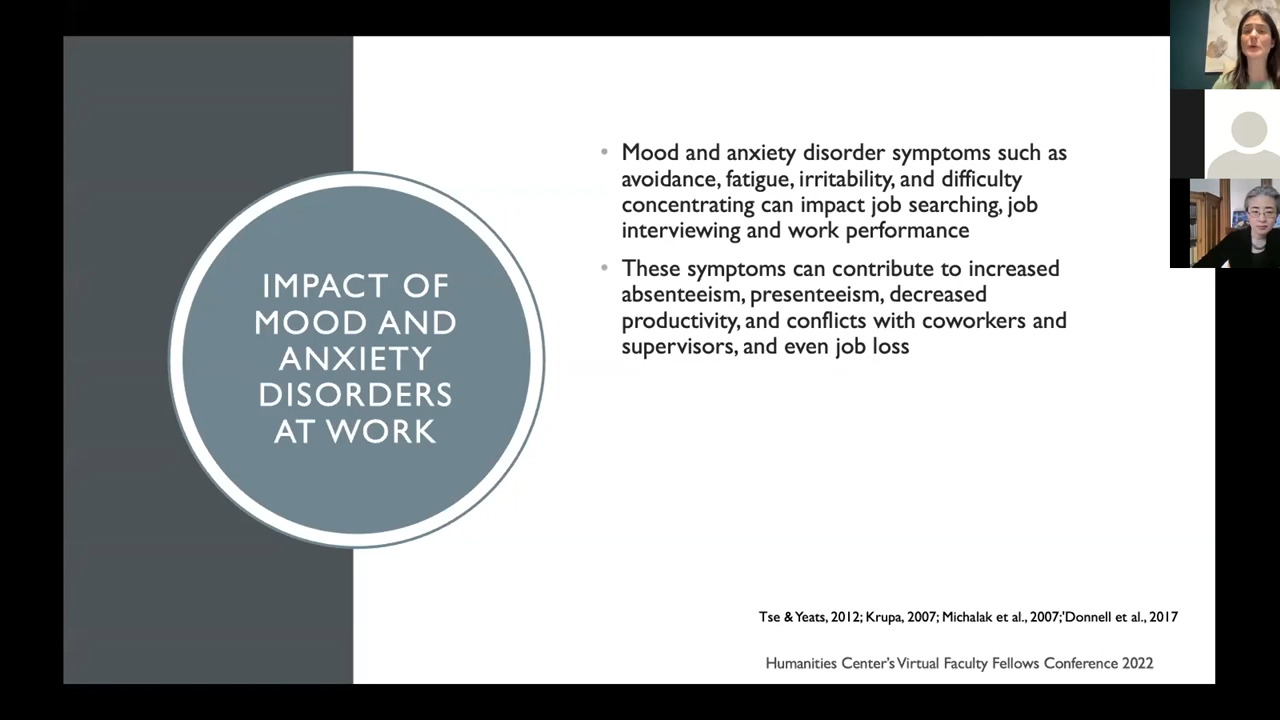 IMPACT OF
MOOD AND
ANXIETY
DISORDERS
AT WORK
• Mood and anxiety disorder symptoms such as
avoidance, fatigue, irritability, and difficulty
concentrating can impact job searching, job
interviewing and work performance
• These symptoms can contribute to increased
absenteeism, presenteeism, decreased
productivity, and conflicts with coworkers and
supervisors, and even job loss
Tse & Yeats, 2012; Krupa, 2007; Michalak et al., 2007;'Donnell et al., 2017
Humanities Center's Virtual Faculty Fellows Conference 2022